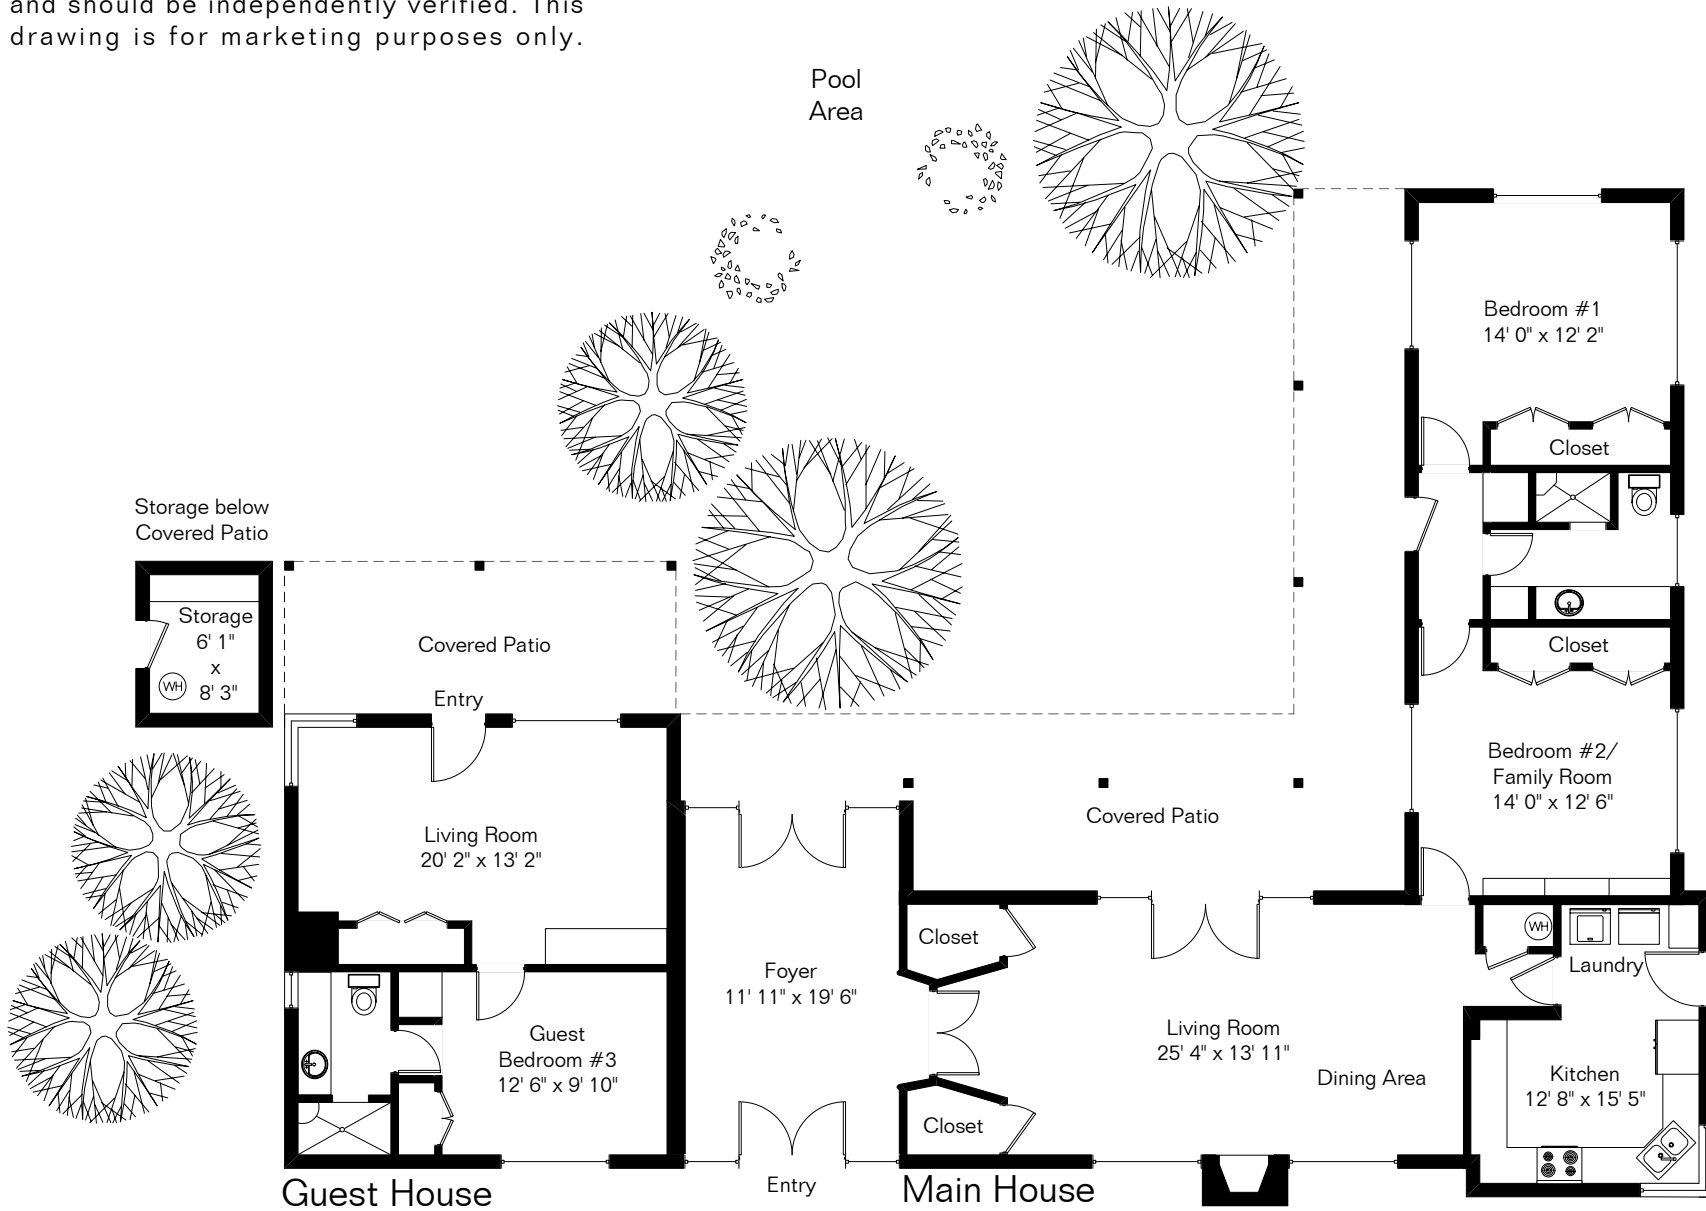 and should be independently verified. This
drawing is for marketing purposes only.
Pool
Area
Bedroom #1
14' 0" x 12' 2"
Closet
Storage below
Covered Patio
Storage
6' 1"
x
8' 3"
WH
Covered Patio
Entry
Closet
Bedroom #2/
Family Room
14' 0" x 12' 6"
Living Room
20' 2" x 13' 2"
Covered Patio
Closet
WH
Laundry
Foyer
11' 11" x 19' 6"
Guest
Bedroom #3
12' 6" x 9' 10"
Living Room
25' 4" x 13' 11"
Dining Area
Kitchen
12' 8" x 15' 5"
Closet
Entry
Guest House
Main House